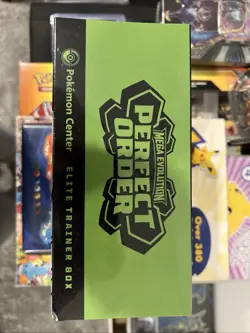 Pokémon Center
ELITE TRAINER BOX
MEGA EVOLUTION
PERFECT
ORDER
Over 380